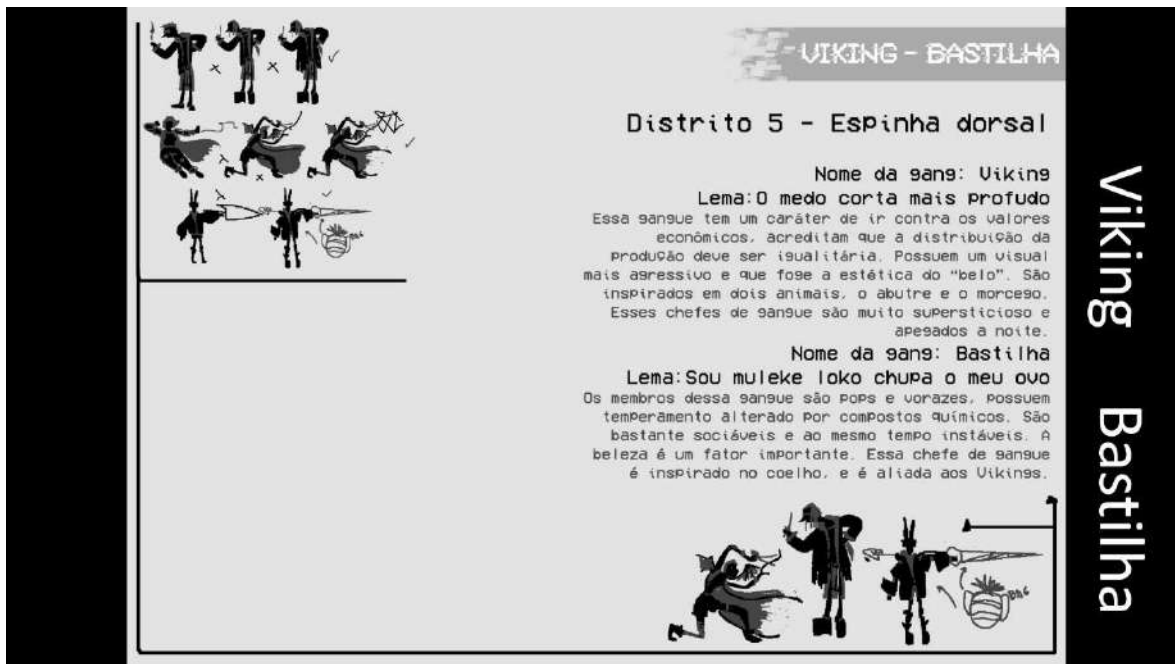 VIKING - BASTILHA
Distrito 5 - Espinha dorsal
Nome da gang: Viking
Lema:O medo corta mais profudo
Essa gangue tem um caráter de ir contra os valores
econômicos, acreditam que a distribuição da
produção deve ser igualitária. Possuem um visual
mais agressivo e que foge a estética do “belo”. São
inspirados em dois animais, o abutre e o morcego.
Esses chefes de gangue são muito supersticioso e
apegados a noite.
Nome da gang: Bastilha
Lema:Sou muleke loko chupa o meu ovo
Os membros dessa gangue são pops e vorazes, possuem
temperamento alterado por compostos químicos. São
bastante sociáveis e ao mesmo tempo instáveis. A
beleza é um fator importante. Essa chefe de gangue
é inspirado no coelho, e é aliada aos Vikings.
BAG
Viking Bastilha